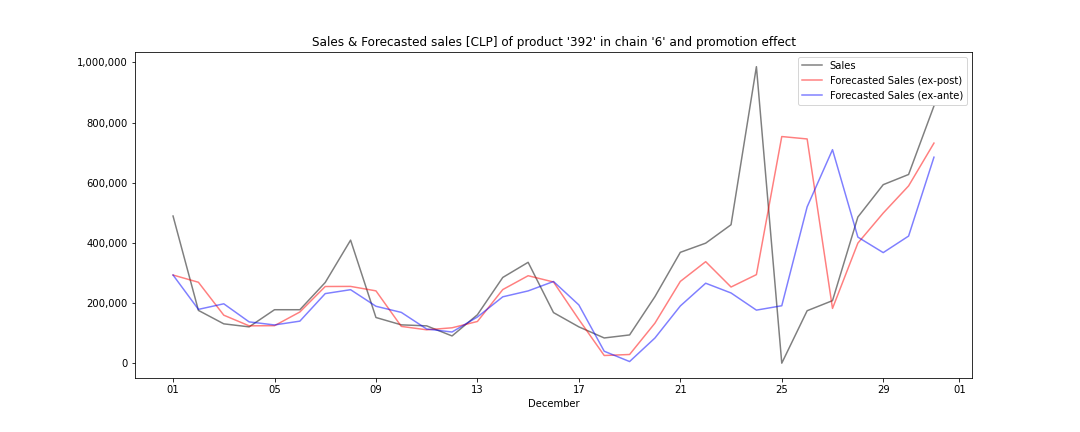 Sales & Forecasted sales [CLP] of product '392' in chain '6' and promotion effect
1,000,000
800,000
600,000
400,000
200,000
0
Sales
Forecasted Sales (ex-post)
Forecasted Sales (ex-ante)
01 05 09 13 17 21 25 29 01
December